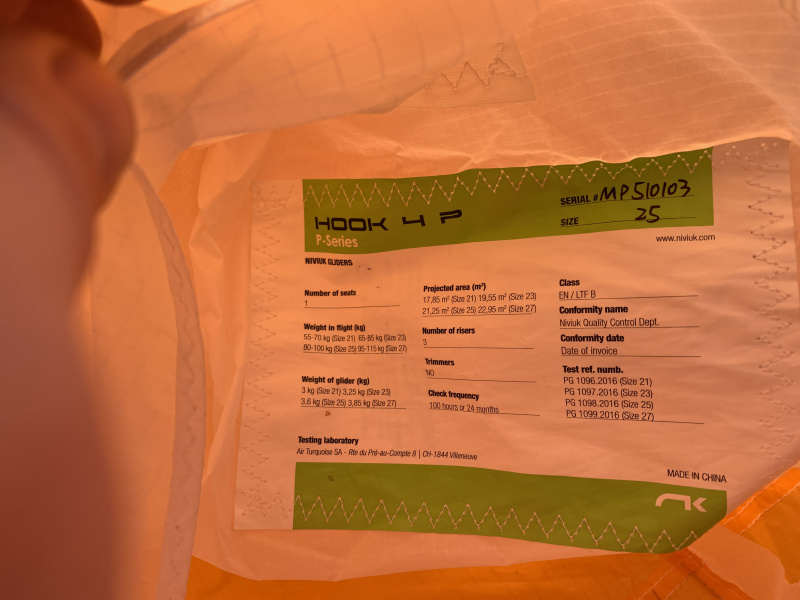 HOOK 4 P
P-Series
SERIAL # MP510103
SIZE 25
www.niviuk.com
NIVIUK GLIDERS
Number of seats
1
Weight in flight (kg)
55-70 kg (Size 21) 65-85 kg (Size 23)
80-100 kg (Size 25) 95-115 kg (Size 27)
Weight of glider (kg)
3 kg (Size 21) 3,25 kg (Size 23)
3.6 kg (Size 25) 3,85 kg (Size 27)
Projected area (m²)
17,85 m² (Size 21) 19,55 m² (Size 23)
21,25 m² (Size 25) 22,95 m² (Size 27)
Number of risers
3
Trimmers
NO
Check frequency
100 hours or 24 months
Class
EN / LTF B
Conformity name
Niviuk Quality Control Dept.
Conformity date
Date of invoice
Test ref. numb.
PG 1096.2016 (Size 21)
PG 1097.2016 (Size 23)
PG 1098.2016 (Size 25)
PG 1099.2016 (Size 27)
Testing laboratory
Air Turquoise SA - Rte du Pré-au-Compte 8 | CH-1844 Villeneuve
MADE IN CHINA